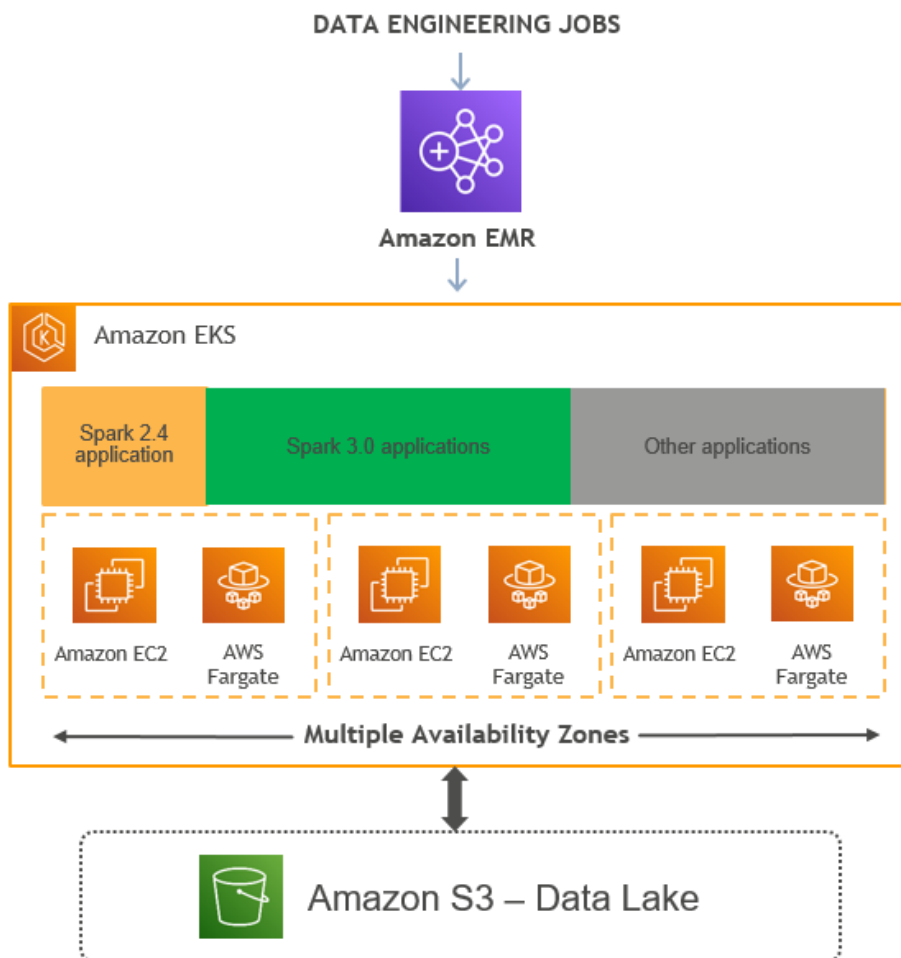 DATA ENGINEERING JOBS
Amazon EMR
Amazon EKS
Spark 2.4
application
Spark 3.0 applications
Other applications
Amazon EC2
AWS
Fargate
Amazon EC2
AWS
Fargate
Amazon EC2
AWS
Fargate
Multiple Availability Zones
Amazon S3 – Data Lake